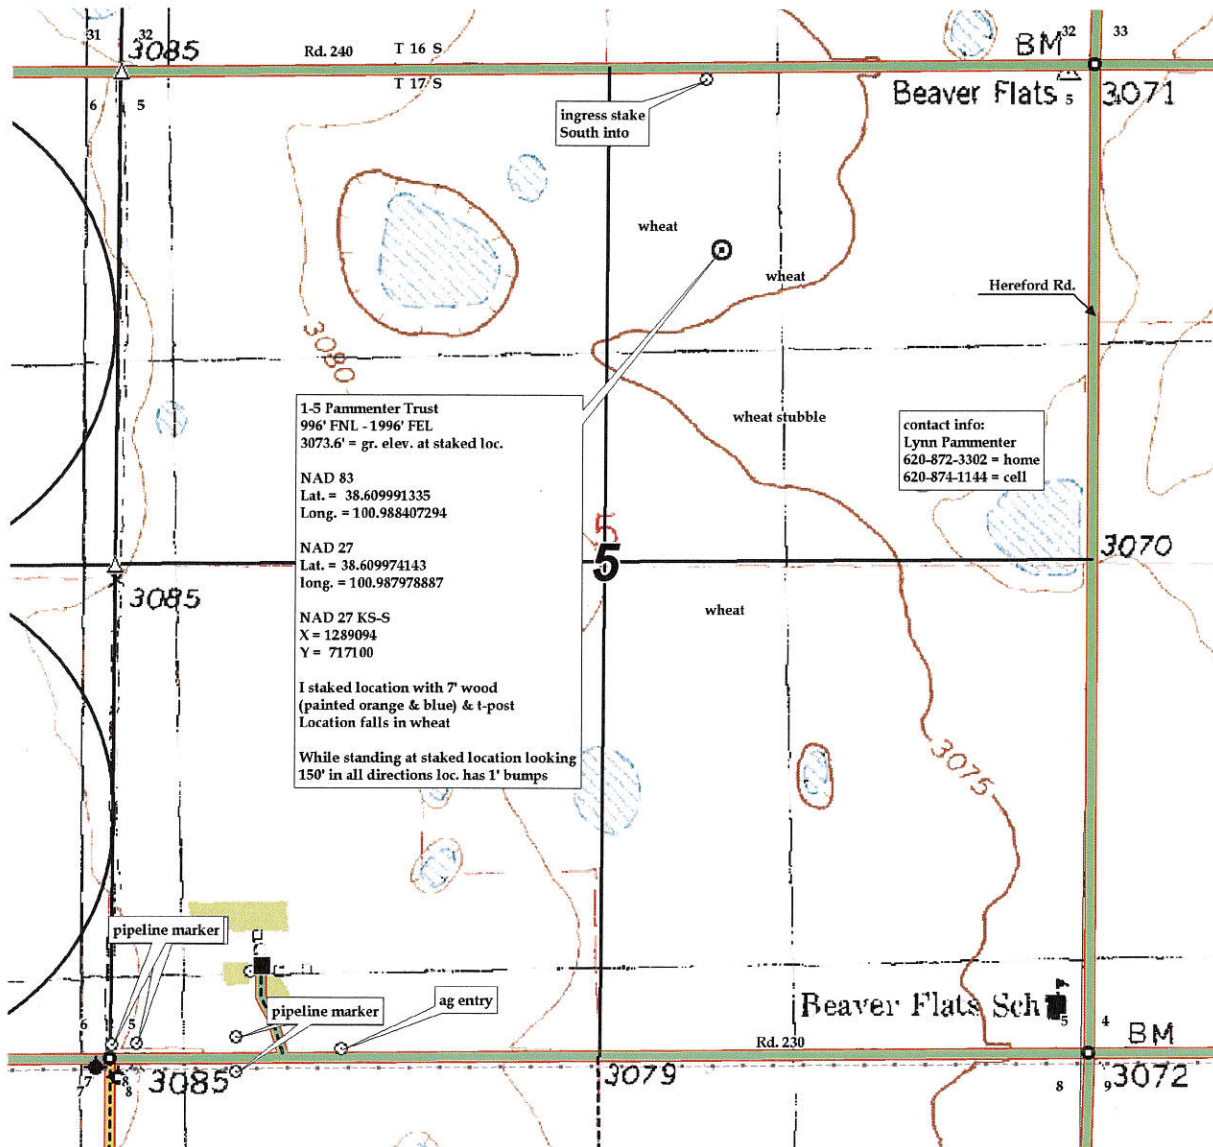 31
32
3085
Rd. 240
T 16 S
T 17 S
BM
32
33
6
5
Beaver Flats
5
4
3071
ingress stake
South into
wheat
wheat
Hereford Rd.
3080
1-5 Pammenter Trust
996' FNL - 1996' FEL
3073.6' = gr. elev. at staked loc.
NAD 83
Lat. = 38.609991335
Long. = 100.988407294
NAD 27
Lat. = 38.609974143
long. = 100.987978887
NAD 27 KS-S
X = 1289094
Y = 717100
I staked location with 7' wood
(painted orange & blue) & t-post
Location falls in wheat
While standing at staked location looking
150' in all directions loc. has 1' bumps
wheat stubble
contact info:
Lynn Pammenter
620-872-3302 = home
620-874-1144 = cell
5
5
3070
3085
wheat
3075
pipeline marker
pipeline marker
ag entry
Beaver Flats Sch
6
5
5
4
Rd. 230
BM
7
8
8
3085
3079
8
9
3072